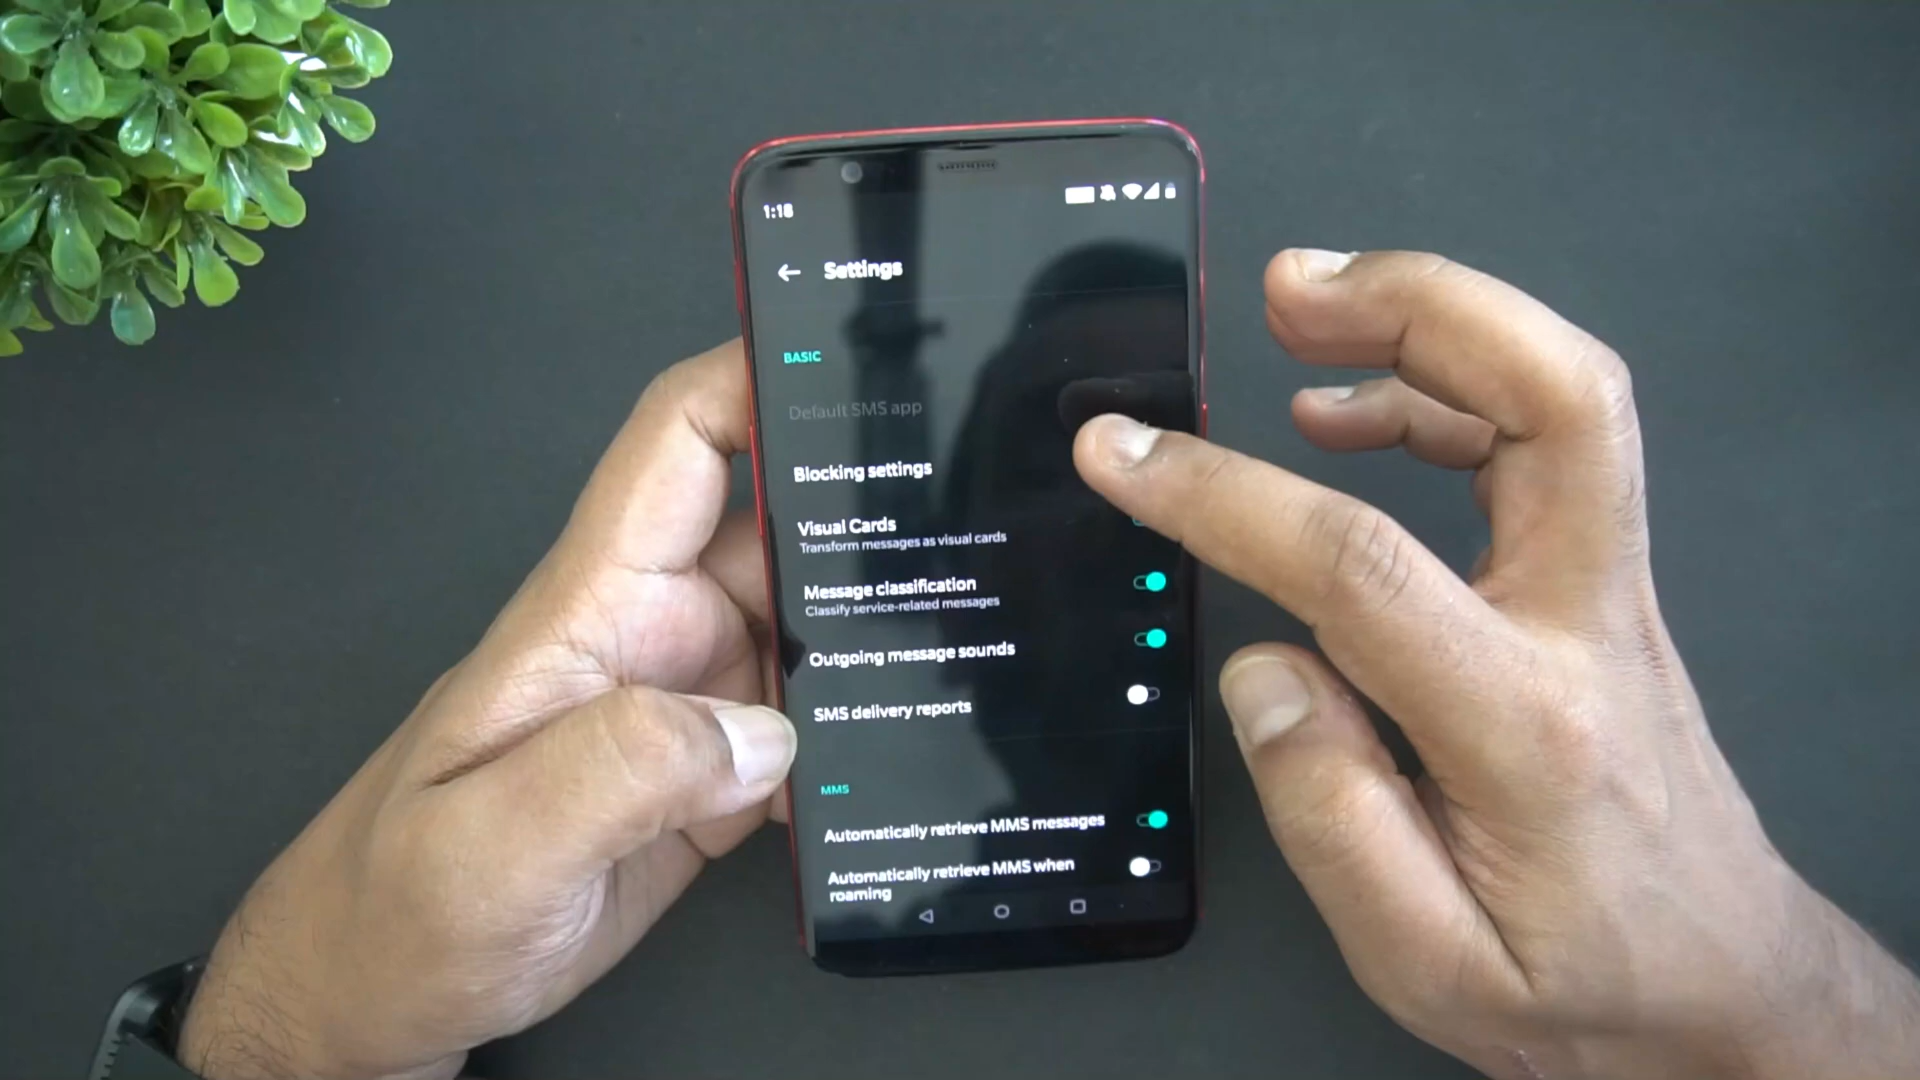 1:18
Settings
BASIC
Default SMS app
Blocking settings
Visual Cards
Transform messages as visual cards
Message classification
Classify service-related messages
Outgoing message sounds
SMS delivery reports
MMS
Automatically retrieve MMS messages
Automatically retrieve MMS when
roaming